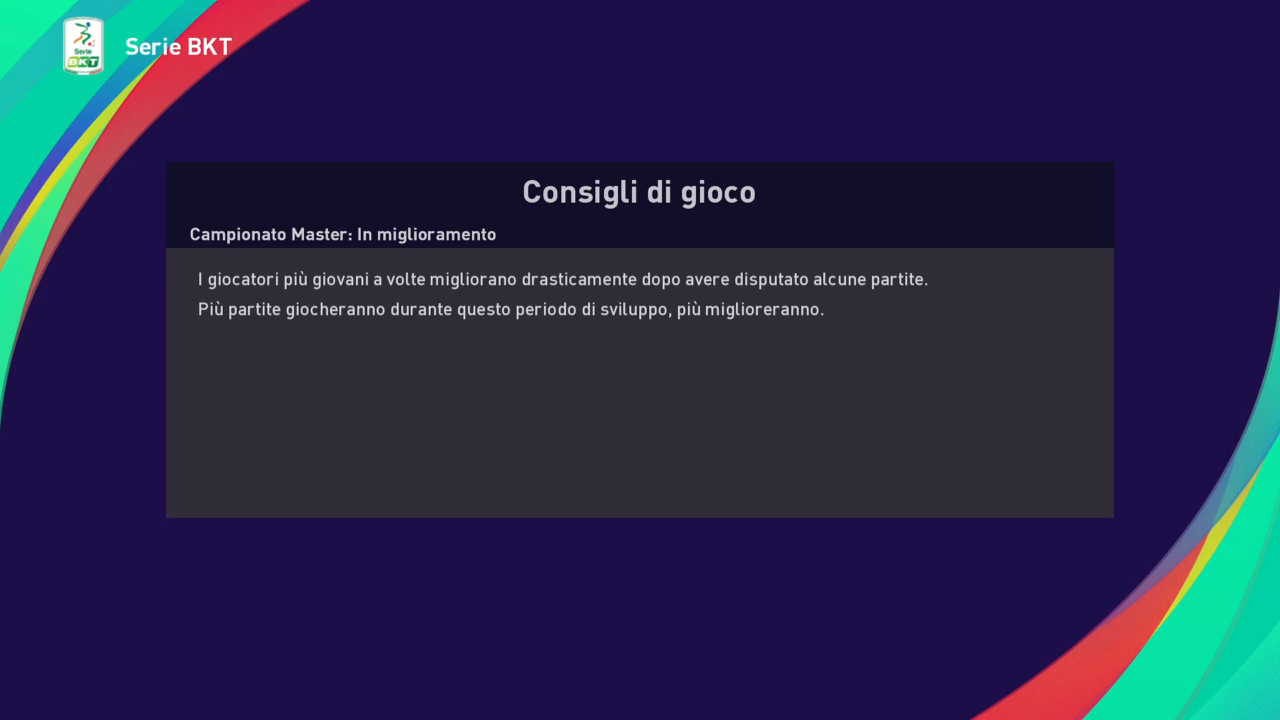 Serie
BKT
Serie BKT
Consigli di gioco
Campionato Master: In miglioramento
I giocatori più giovani a volte migliorano drasticamente dopo avere disputato alcune partite.
Più partite giocheranno durante questo periodo di sviluppo, più miglioreranno.